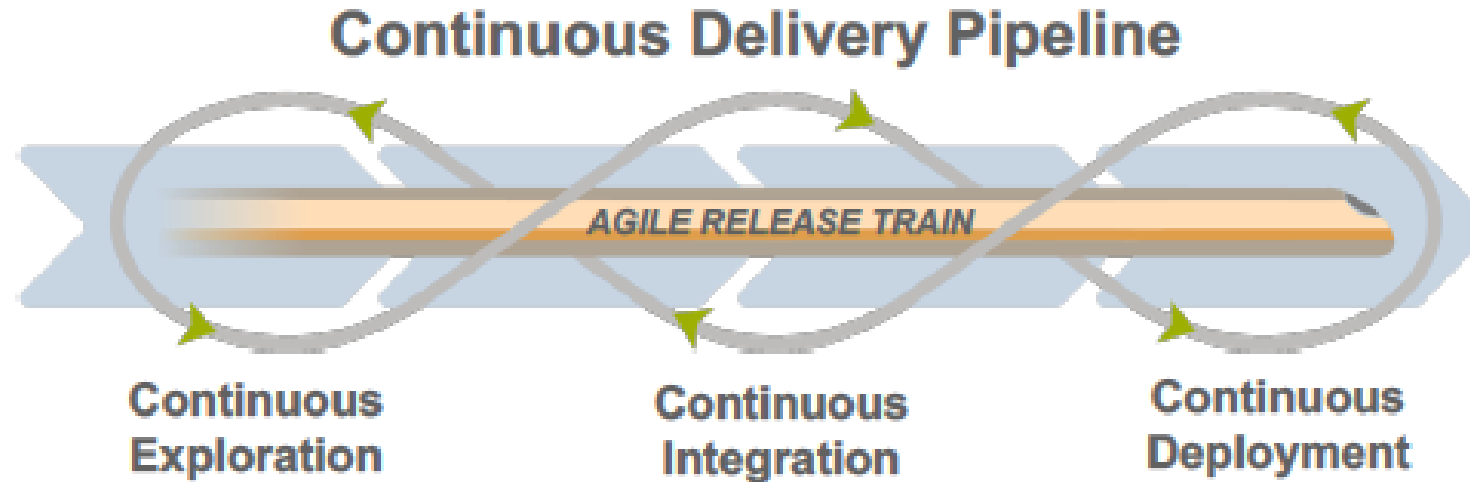 Continuous Delivery Pipeline
AGILE RELEASE TRAIN
Continuous
Exploration
Continuous
Integration
Continuous
Deployment